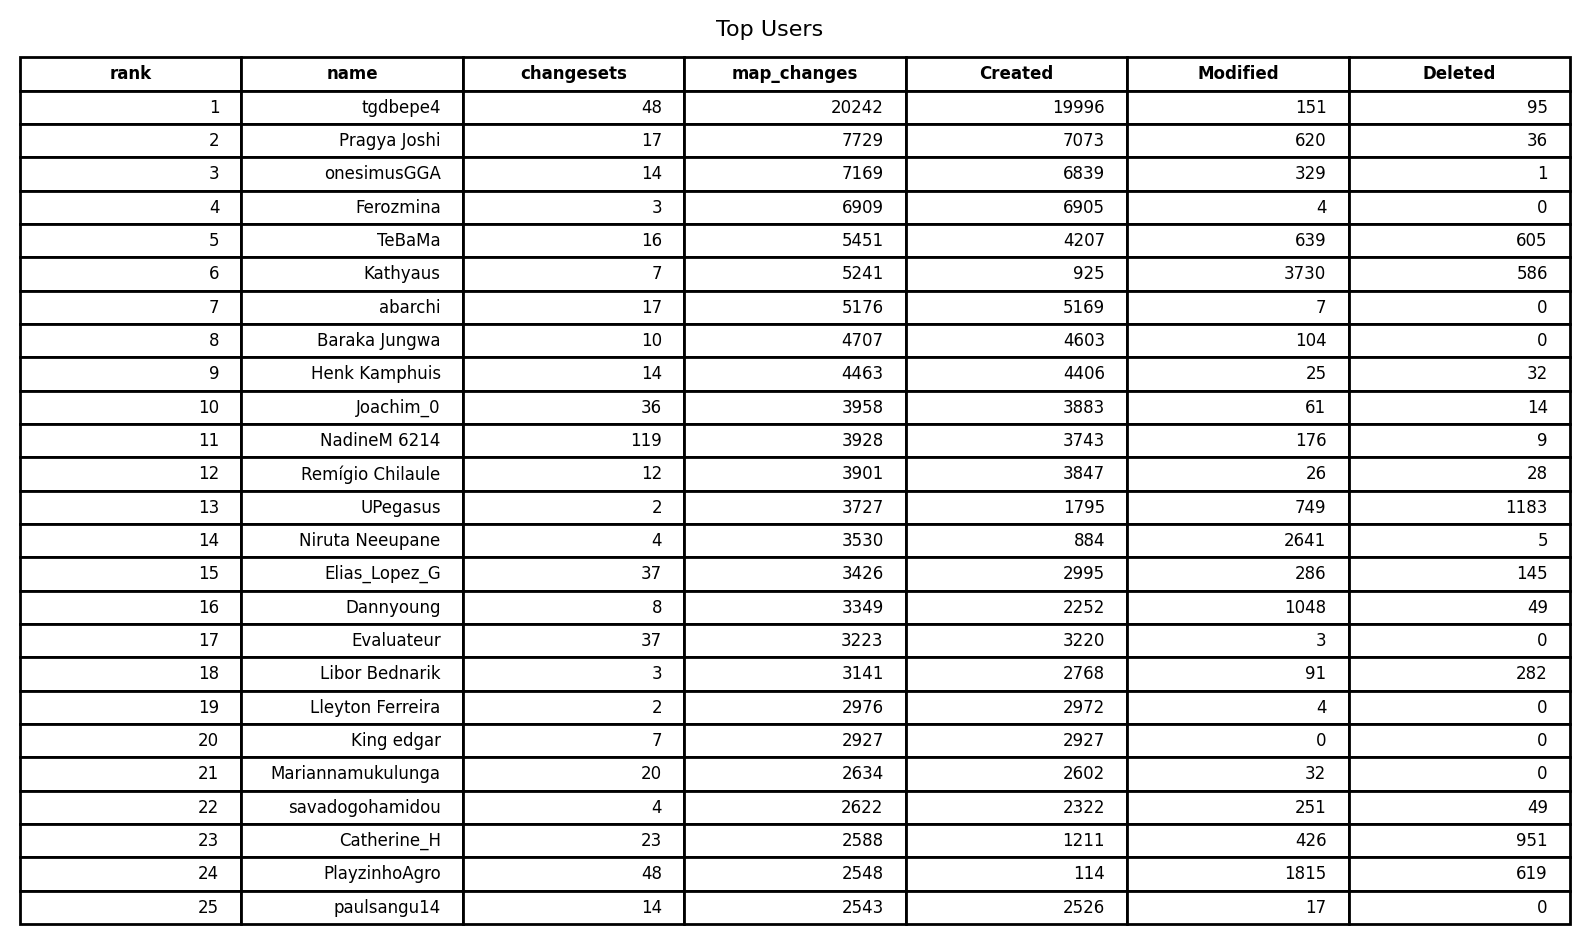 Top Users
rank name changesets map_changes Created Modified Deleted
1 tgdbepe4 48 20242 19996 151 95
2 Pragya Joshi 17 7729 7073 620 36
3 onesimusGGA 14 7169 6839 329 1
4 Ferozmina 3 6909 6905 4 0
5 TeBaMa 16 5451 4207 639 605
6 Kathyaus 7 5241 925 3730 586
7 abarchi 17 5176 5169 7 0
8 Baraka Jungwa 10 4707 4603 104 0
9 Henk Kamphuis 14 4463 4406 25 32
10 Joachim_0 36 3958 3883 61 14
11 NadineM 6214 119 3928 3743 176 9
12 Remígio Chilaule 12 3901 3847 26 28
13 UPegasus 2 3727 1795 749 1183
14 Niruta Neeupane 4 3530 884 2641 5
15 Elias_Lopez_G 37 3426 2995 286 145
16 Dannyoung 8 3349 2252 1048 49
17 Evaluateur 37 3223 3220 3 0
18 Libor Bednarik 3 3141 2768 91 282
19 Lleyton Ferreira 2 2976 2972 4 0
20 King edgar 7 2927 2927 0 0
21 Mariannamukulunga 20 2634 2602 32 0
22 savadogohamidou 4 2622 2322 251 49
23 Catherine_H 23 2588 1211 426 951
24 PlayzinhoAgro 48 2548 114 1815 619
25 paulsangu14 14 2543 2526 17 0